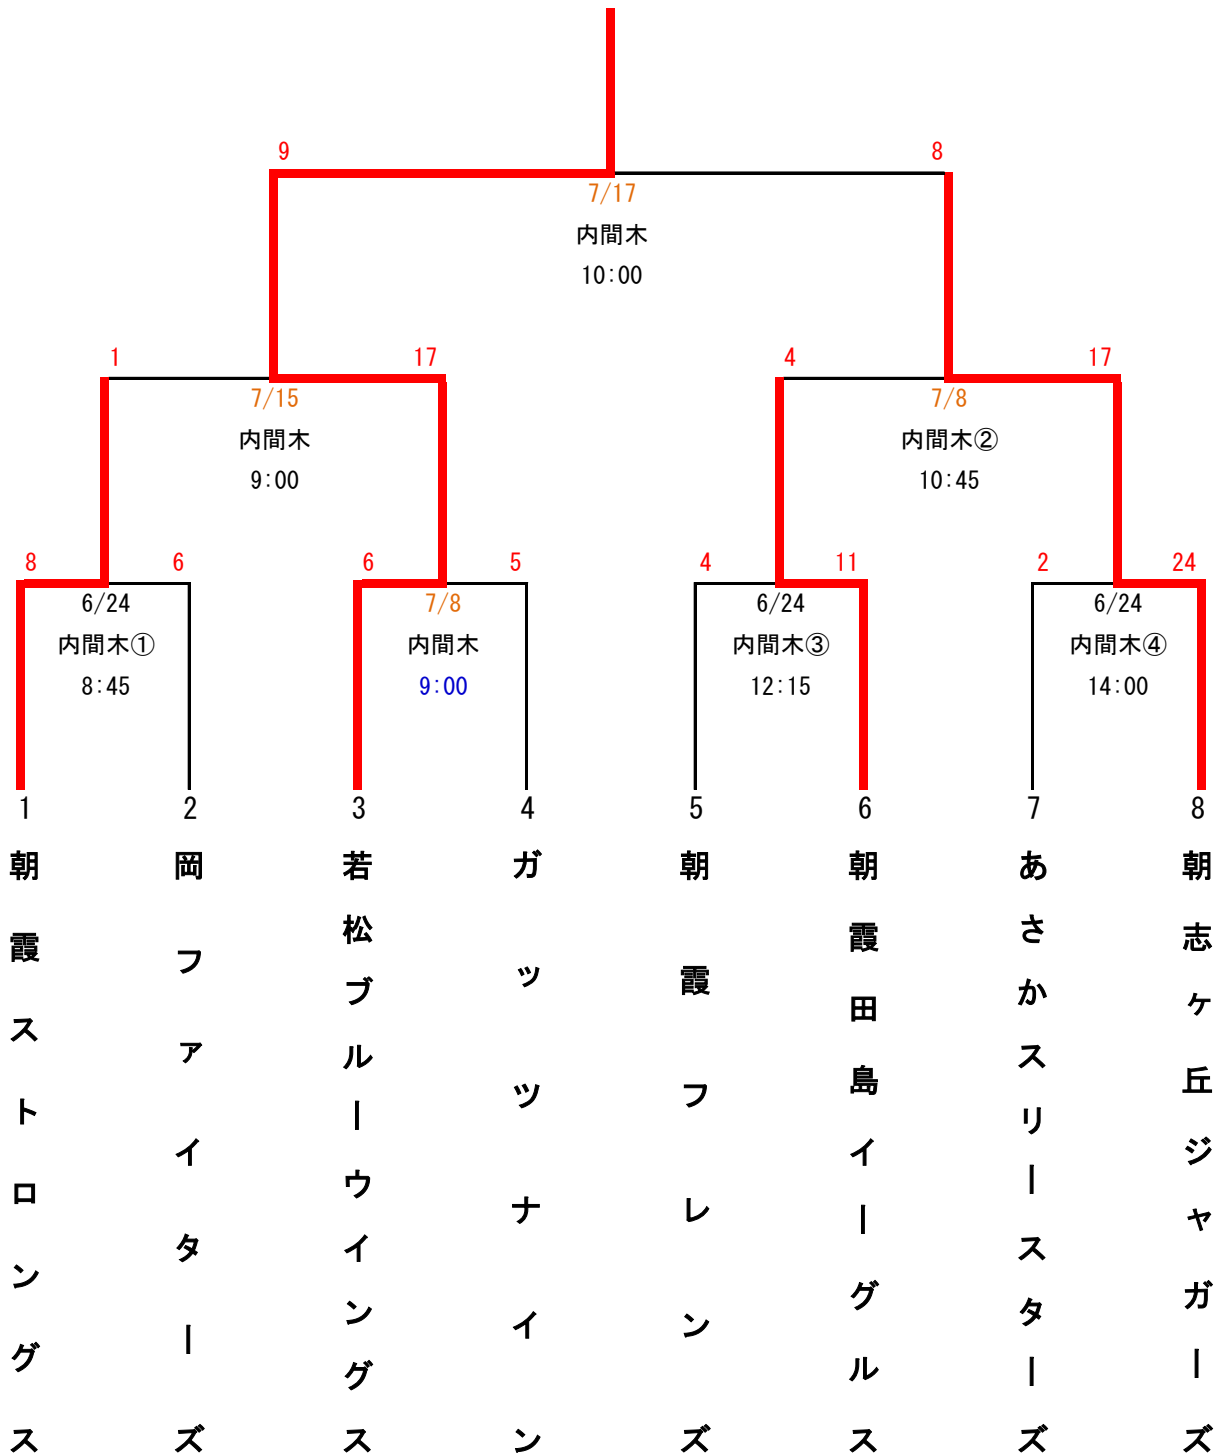 9 8
7/17
内間木
10:00
1 17 4 17
7/15 7/8
内間木 内間木②
9:00 10:45
8 6 6 5 4 11 2 24
6/24 7/8 6/24 6/24
内間木① 内間木 内間木③ 内間木④
8:45 9:00 12:15 14:00
1 2 3 4 5 6 7 8
朝霞ストロングス
岡ファイターズ
若松ブルーウイングス
ガッツナイン
朝霞フレンズ
朝霞田島イーグルス
あさかスリースターズ
朝志ヶ丘ジャガーズ